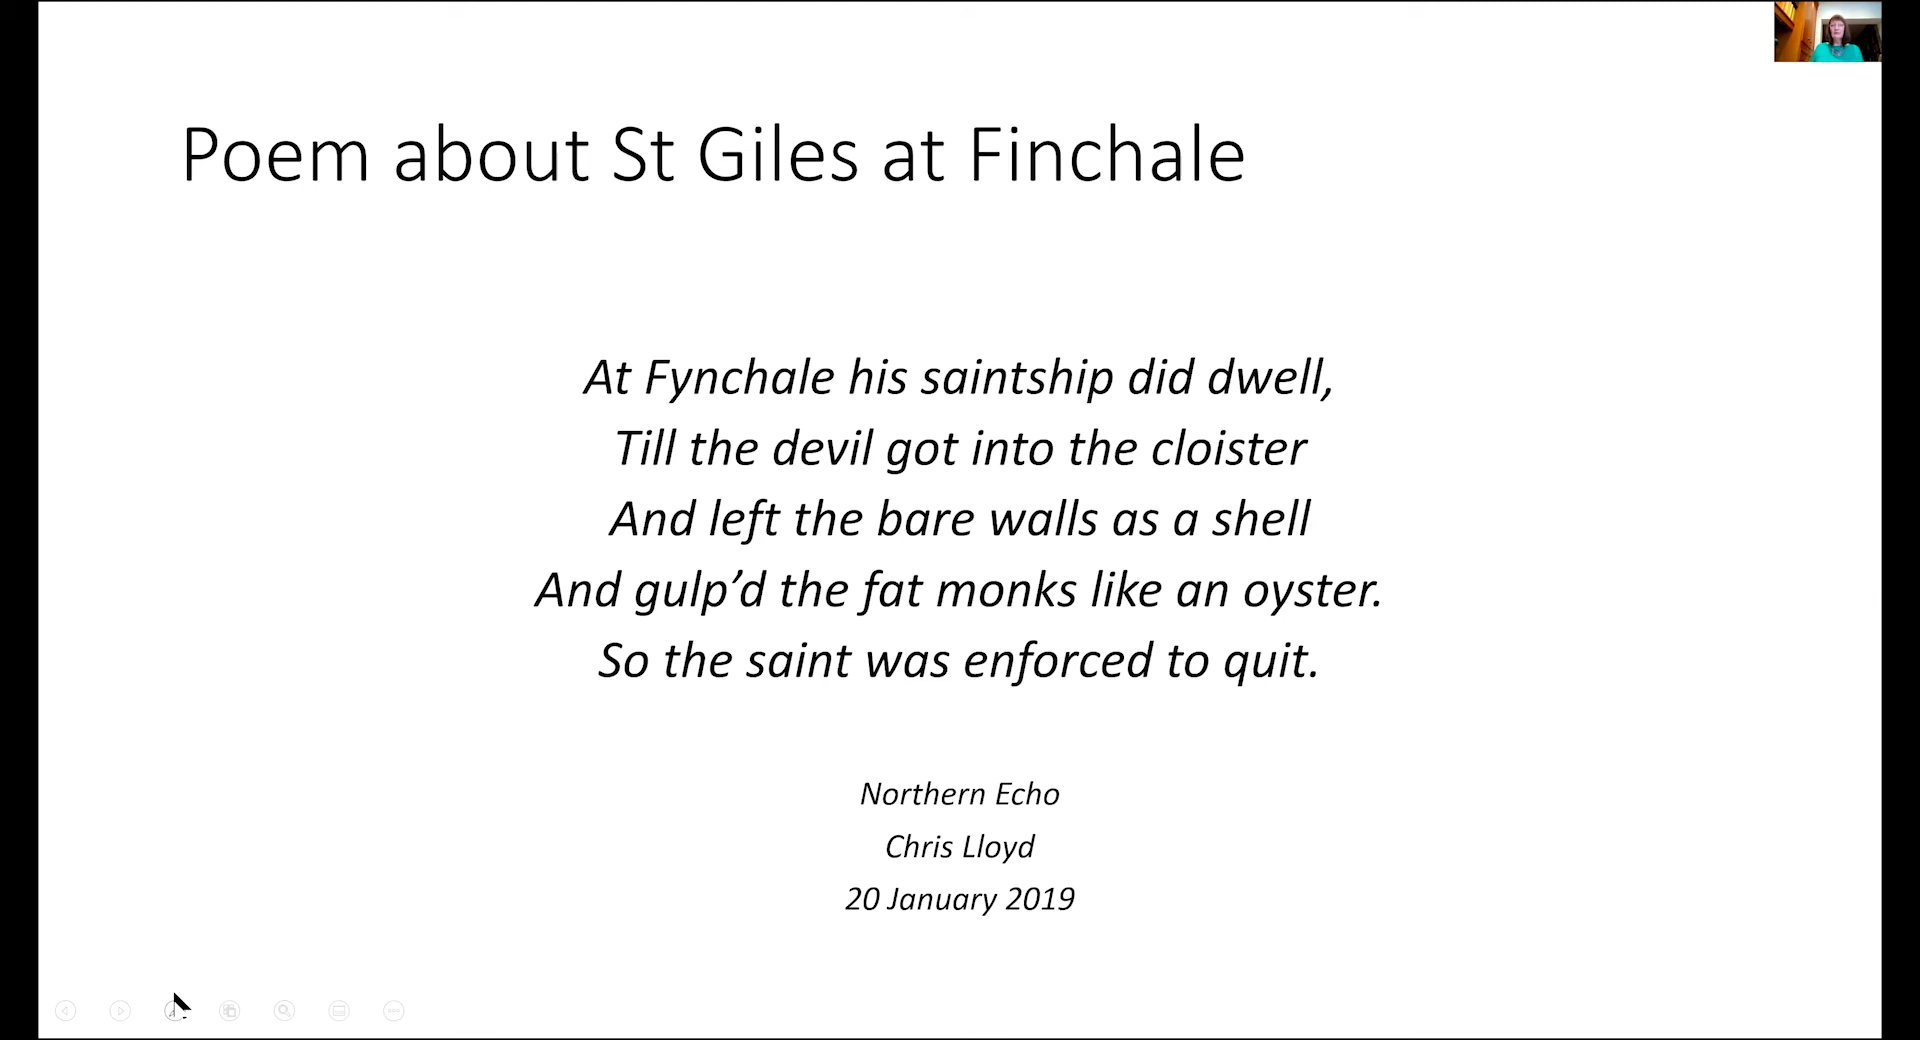 Poem about St Giles at Finchale
At Fynchale his saintship did dwell,
Till the devil got into the cloister
And left the bare walls as a shell
And gulp’d the fat monks like an oyster.
So the saint was enforced to quit.
Northern Echo
Chris Lloyd
20 January 2019